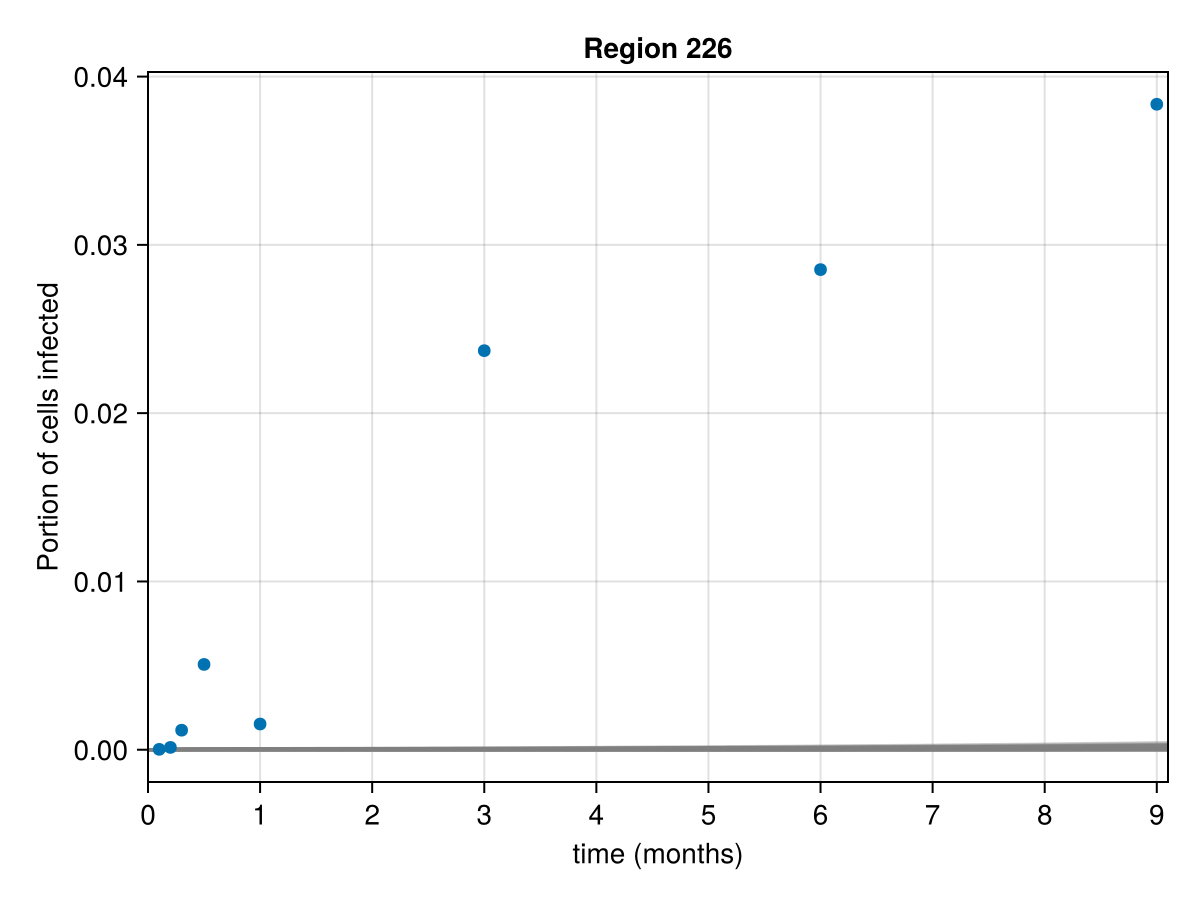 Region 226
0.04
0.03
0.02
0.01
0.00
Portion of cells infected
0 1 2 3 4 5 6 7 8 9
time (months)